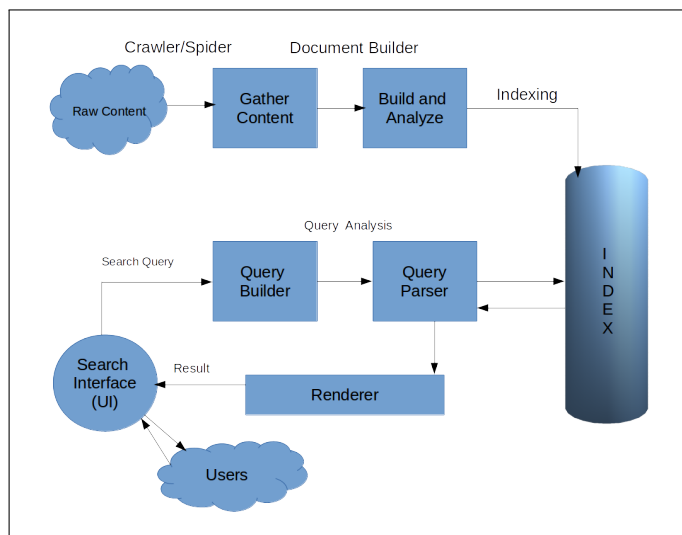 Crawler/Spider
Document Builder
Raw Content
Gather
Content
Build and
Analyze
Indexing
Query Analysis
Search Query
Query
Builder
Query
Parser
I
N
D
E
X
Search
Interface
(UI)
Result
Renderer
Users